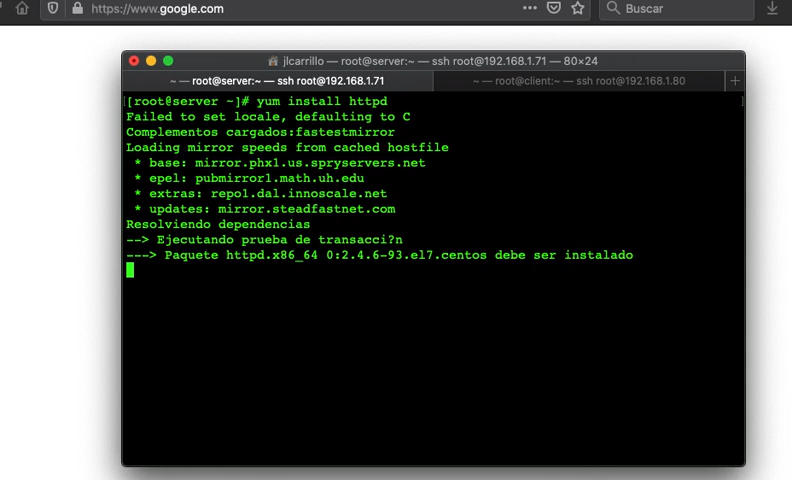 https://www.google.com
Buscar
jlcarrillo — root@server:~ — ssh root@192.168.1.71 — 80×24
~ — root@server:~ — ssh root@192.168.1.71
~ — root@client:~ — ssh root@192.168.1.80
[[root@server ~]# yum install httpd
Failed to set locale, defaulting to C
Complementos cargados:fastestmirror
Loading mirror speeds from cached hostfile
* base: mirror.phx1.us.spryservers.net
* epel: pubmirror1.math.uh.edu
* extras: repo1.dal.innoscale.net
* updates: mirror.steadfastnet.com
Resolviendo dependencias
--> Ejecutando prueba de transacci?n
---> Paquete httpd.x86_64 0:2.4.6-93.el7.centos debe ser instalado